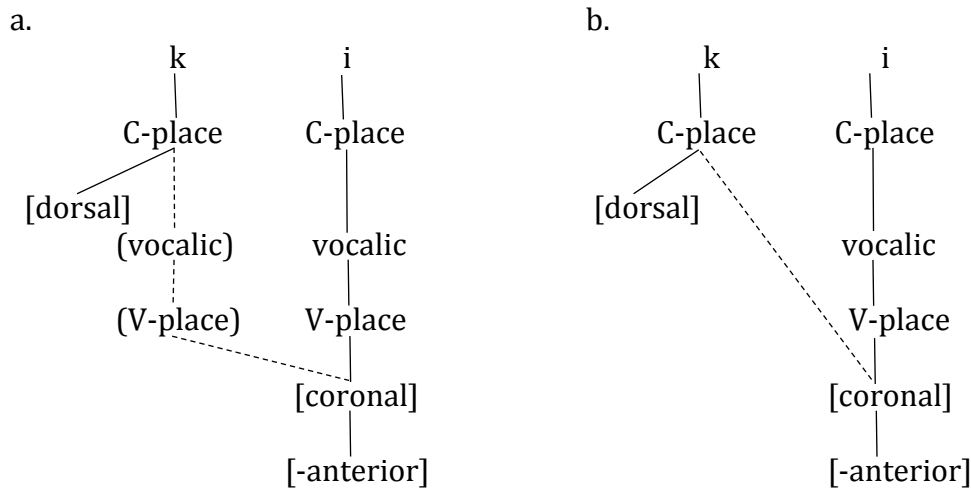 a.
k i
C-place C-place
[dorsal]
(vocalic) vocalic
(V-place) V-place
[coronal]
[-anterior]
b.
k i
C-place C-place
[dorsal]
vocalic
V-place
[coronal]
[-anterior]